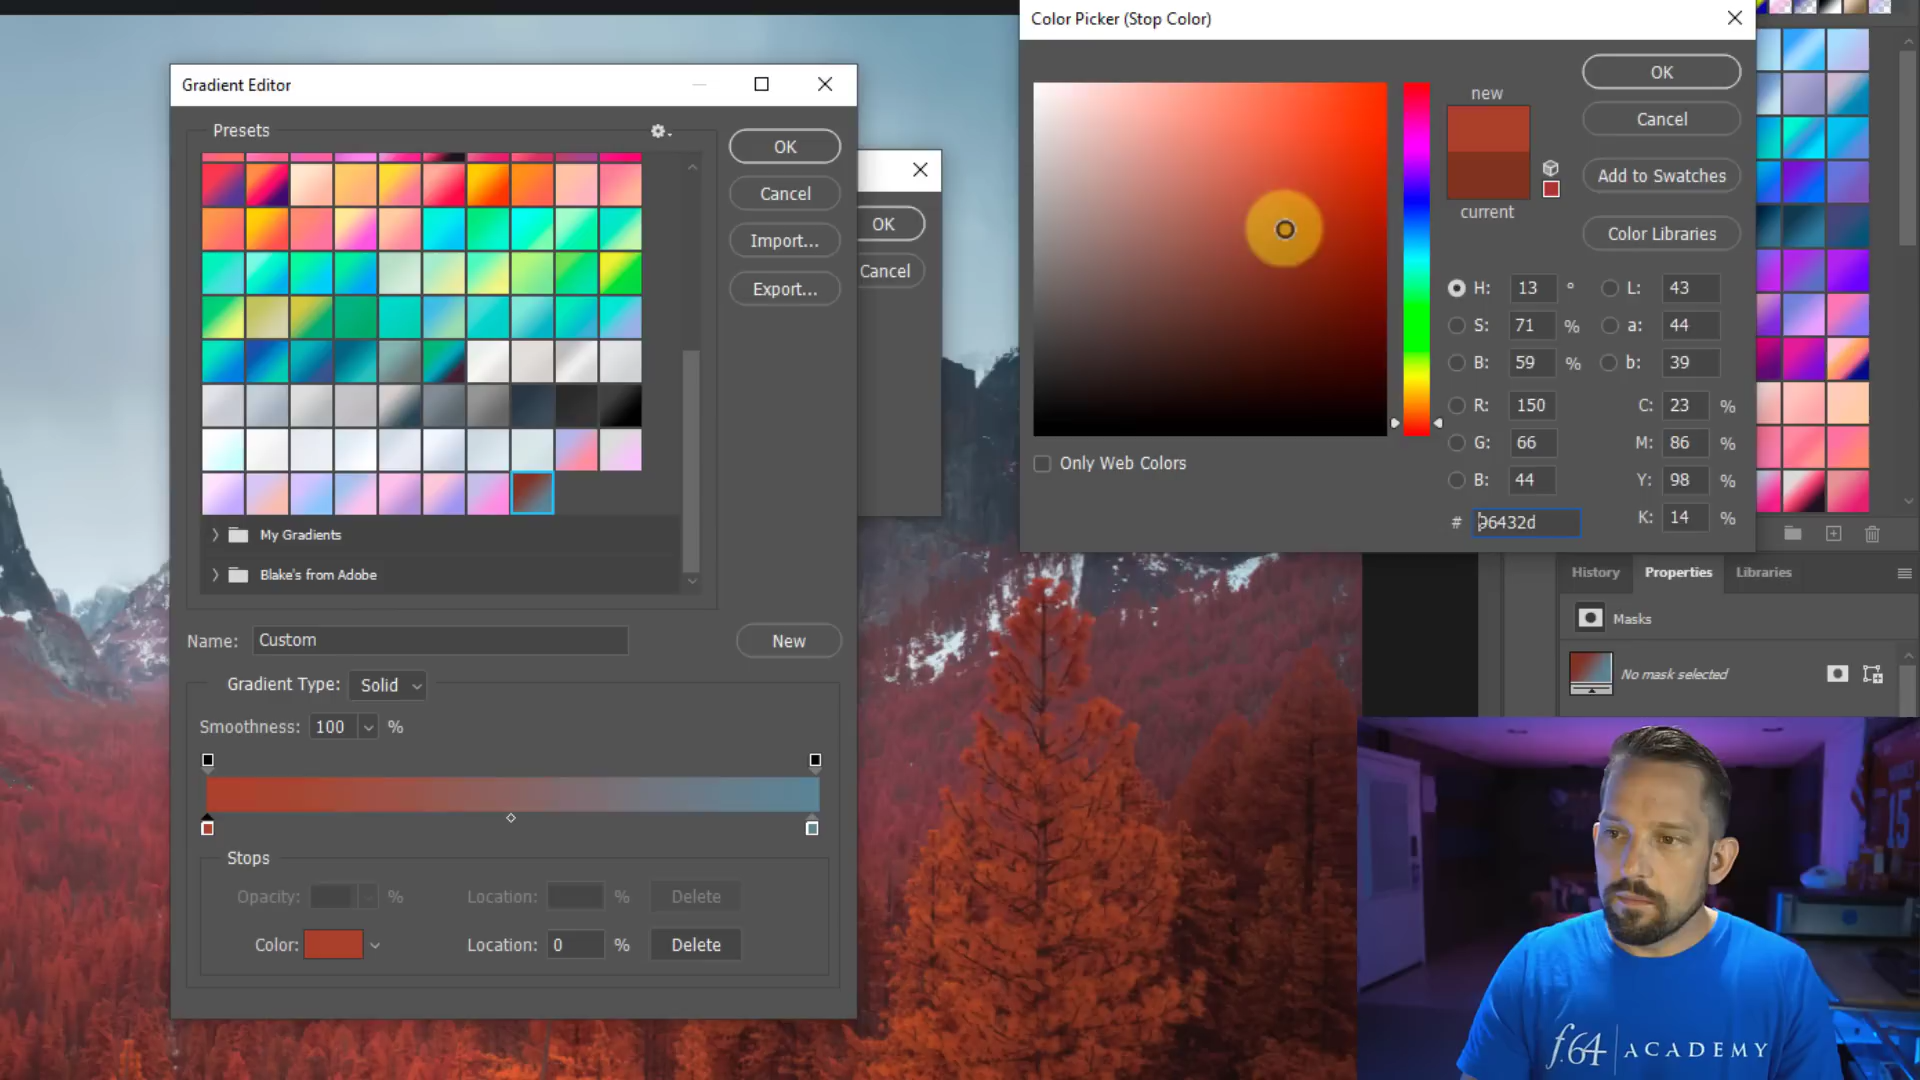 Color Picker (Stop Color)
Gradient Editor
Presets
OK
Cancel
Import...
Export...
OK
Cancel
My Gradients
Blake's from Adobe
Name: Custom
New
Gradient Type: Solid
Smoothness: 100 %
Stops
Opacity: % Location: % Delete
Color: Location: 0 % Delete
new
current
OK
Cancel
Add to Swatches
Color Libraries
H: 13 ° L: 43
S: 71 % a: 44
B: 59 % b: 39
R: 150 C: 23 %
G: 66 M: 86 %
B: 44 Y: 98 %
# 96432d K: 14 %
Only Web Colors
History Properties Libraries
Masks
No mask selected
f.64 | ACADEMY